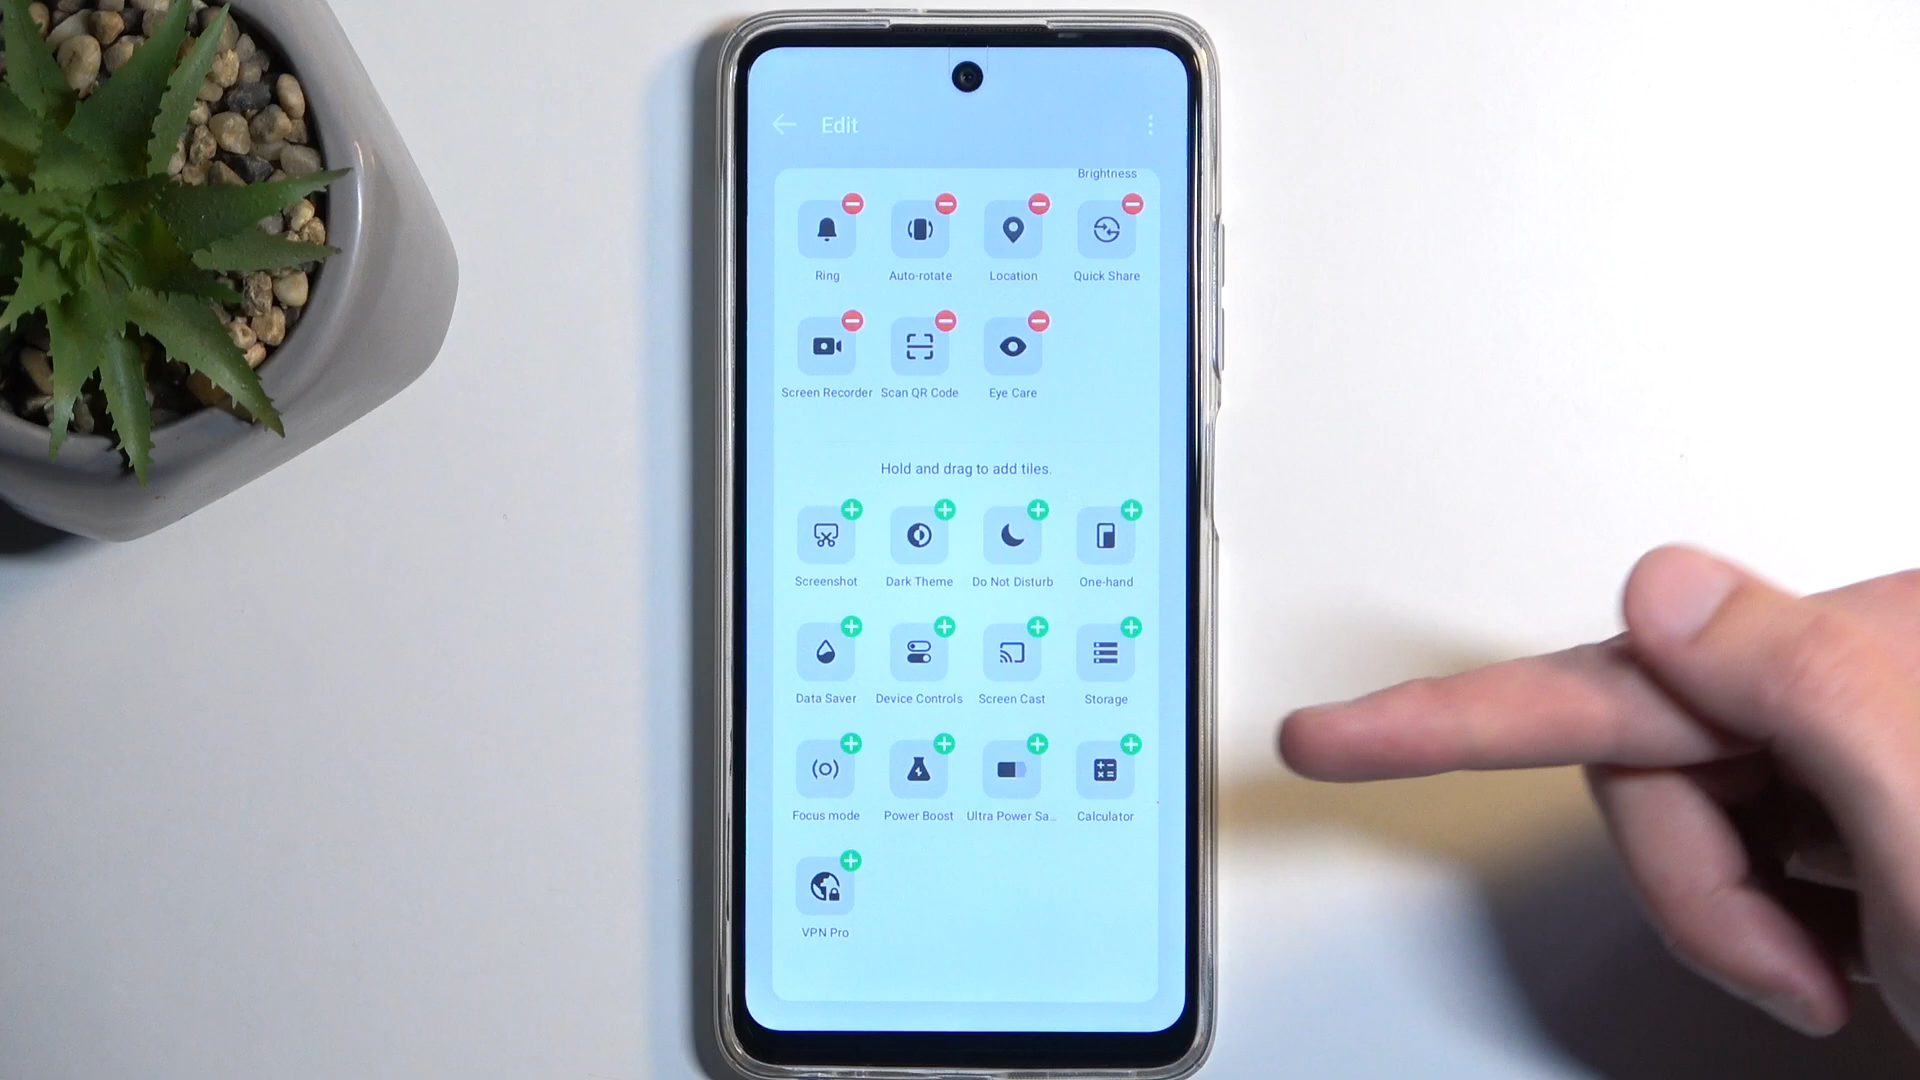 Edit
Brightness
Ring Auto-rotate Location Quick Share
Screen Recorder Scan QR Code Eye Care
Hold and drag to add tiles.
Screenshot Dark Theme Do Not Disturb One-hand
Data Saver Device Controls Screen Cast Storage
Focus mode Power Boost Ultra Power Sa... Calculator
VPN Pro